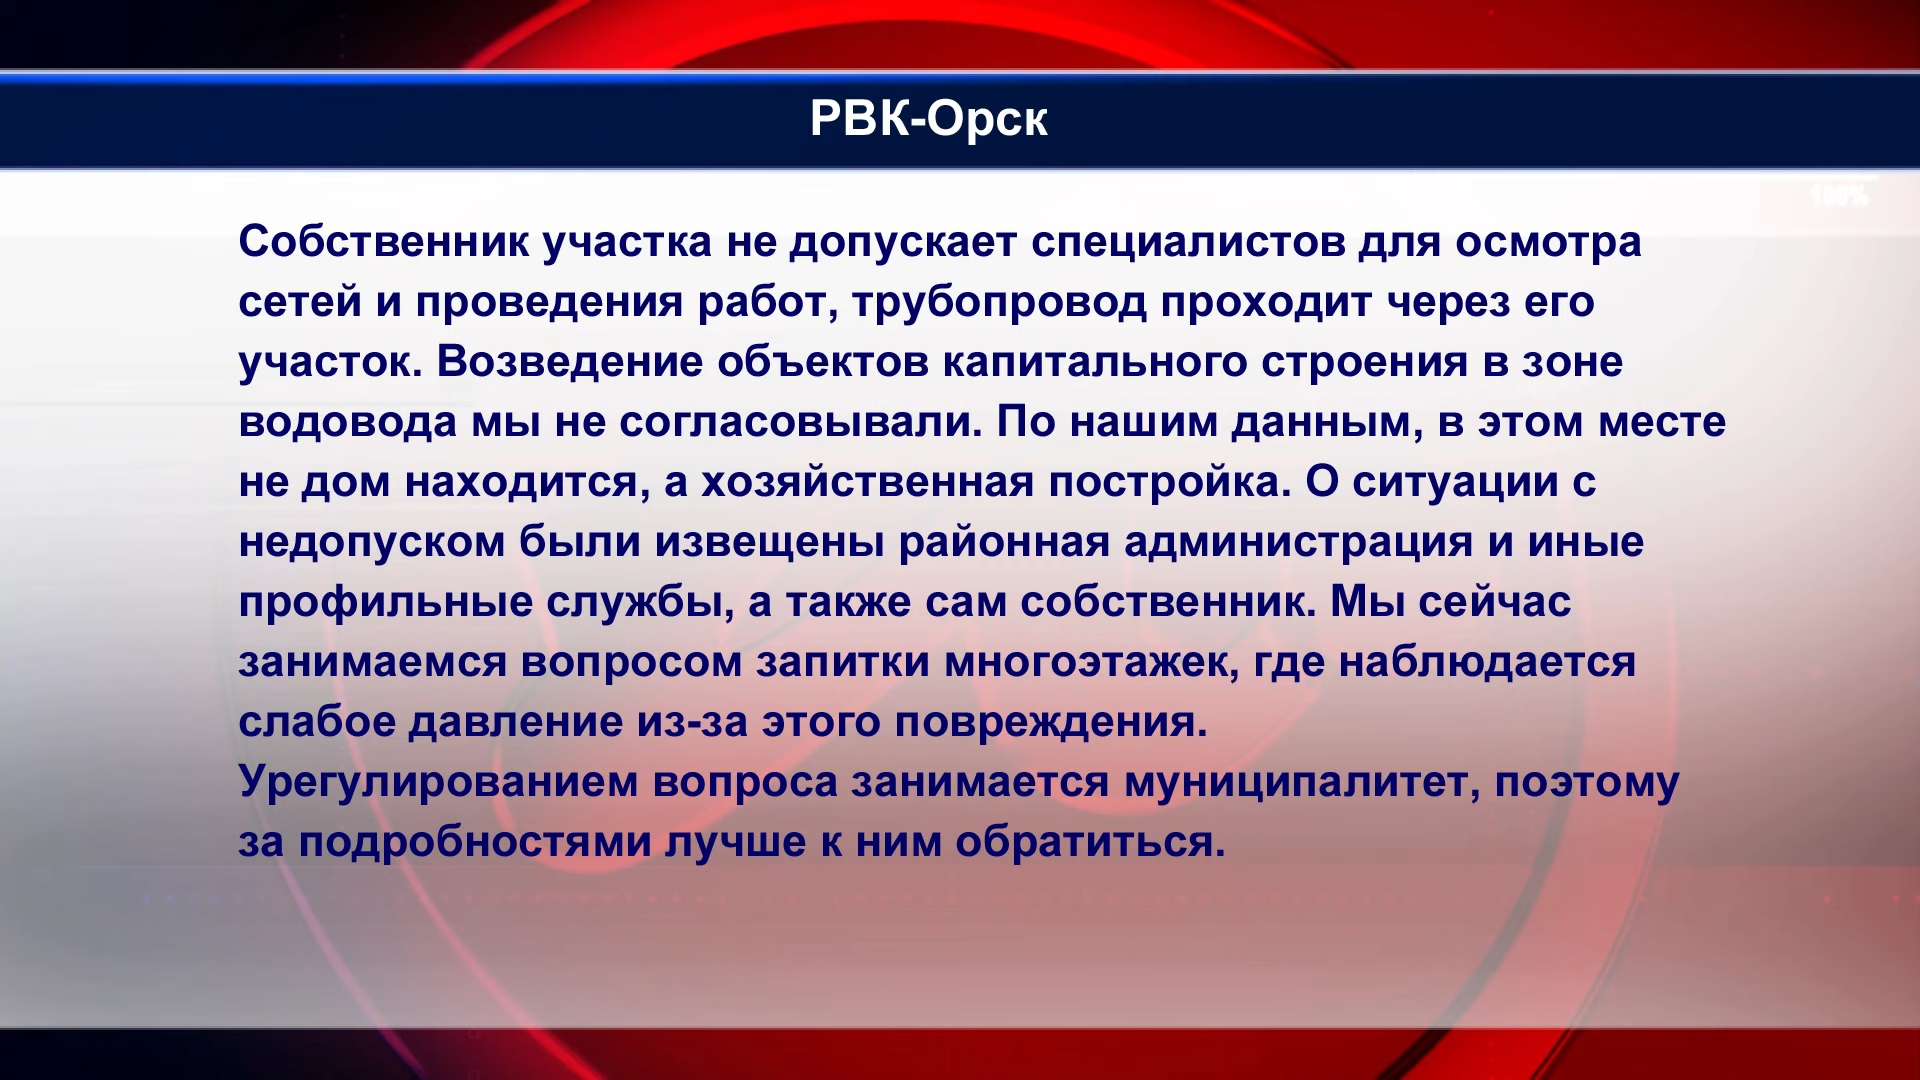 РВК-Орск
100%
Собственник участка не допускает специалистов для осмотра
сетей и проведения работ, трубопровод проходит через его
участок. Возведение объектов капитального строения в зоне
водовода мы не согласовывали. По нашим данным, в этом месте
не дом находится, а хозяйственная постройка. О ситуации с
недопуском были извещены районная администрация и иные
профильные службы, а также сам собственник. Мы сейчас
занимаемся вопросом запитки многоэтажек, где наблюдается
слабое давление из-за этого повреждения.
Урегулированием вопроса занимается муниципалитет, поэтому
за подробностями лучше к ним обратиться.